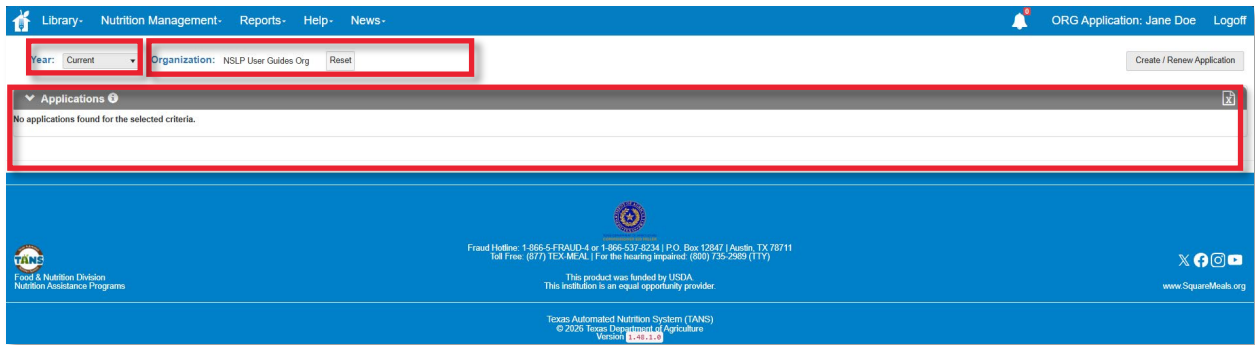 Library- Nutrition Management- Reports- Help- News- 0 ORG Application: Jane Doe Logoff
Year: Current Organization: NSLP User Guides Org Reset Create / Renew Application
Applications
No applications found for the selected criteria.
Fraud Hotline: 1-866-5-FRAUD-4 or 1-866-537-8234 | P.O. Box 12847 | Austin, TX 78711
Toll Free: (877) TEX-MEAL | For the hearing impaired: (800) 735-2989 (TTY)
TANS
Food & Nutrition Division
Nutrition Assistance Programs
This product was funded by USDA.
This institution is an equal opportunity provider.
www.SquareMeals.org
Texas Automated Nutrition System (TANS)
© 2026 Texas Department of Agriculture
Version 1.48.1.0